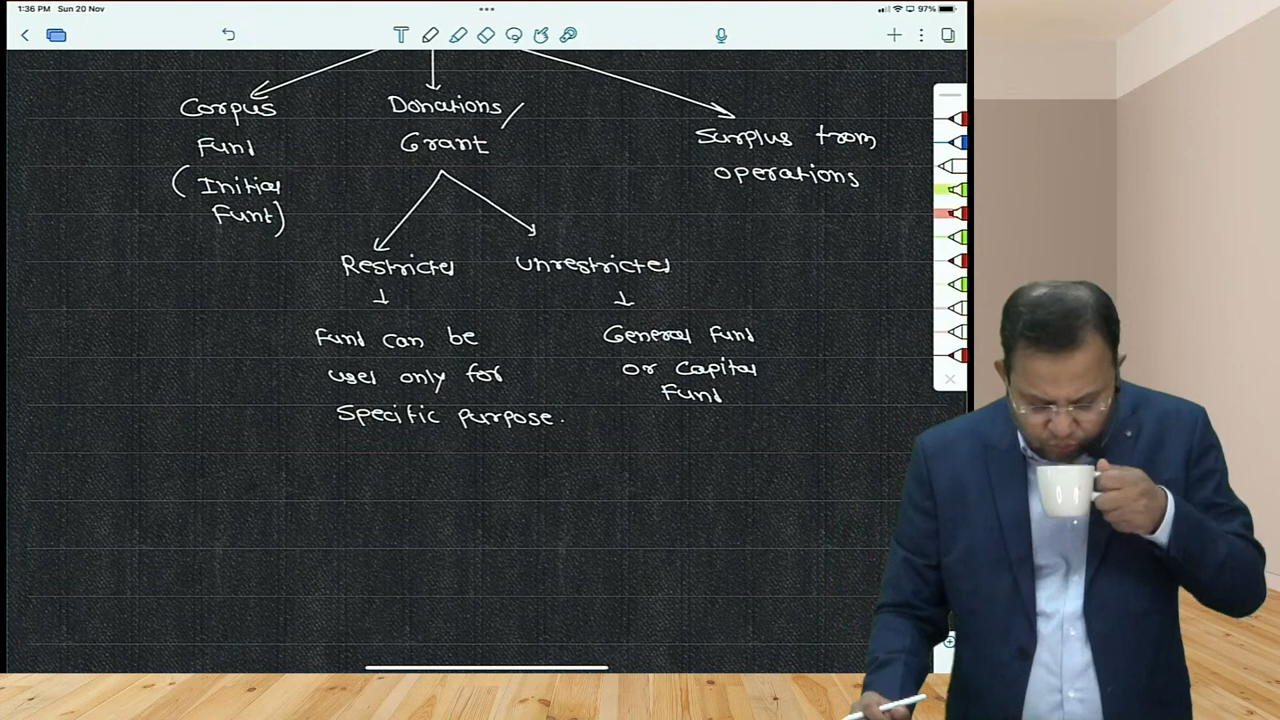 1:36 PM Sun 20 Nov
97%
Corpus
Fund
(Initial
Funt)
Donations/
Grant
Surplus from
operations
Restricted
Unrestricted
Fund can be
used only for
Specific purpose.
General Fund
or Capital
Fund